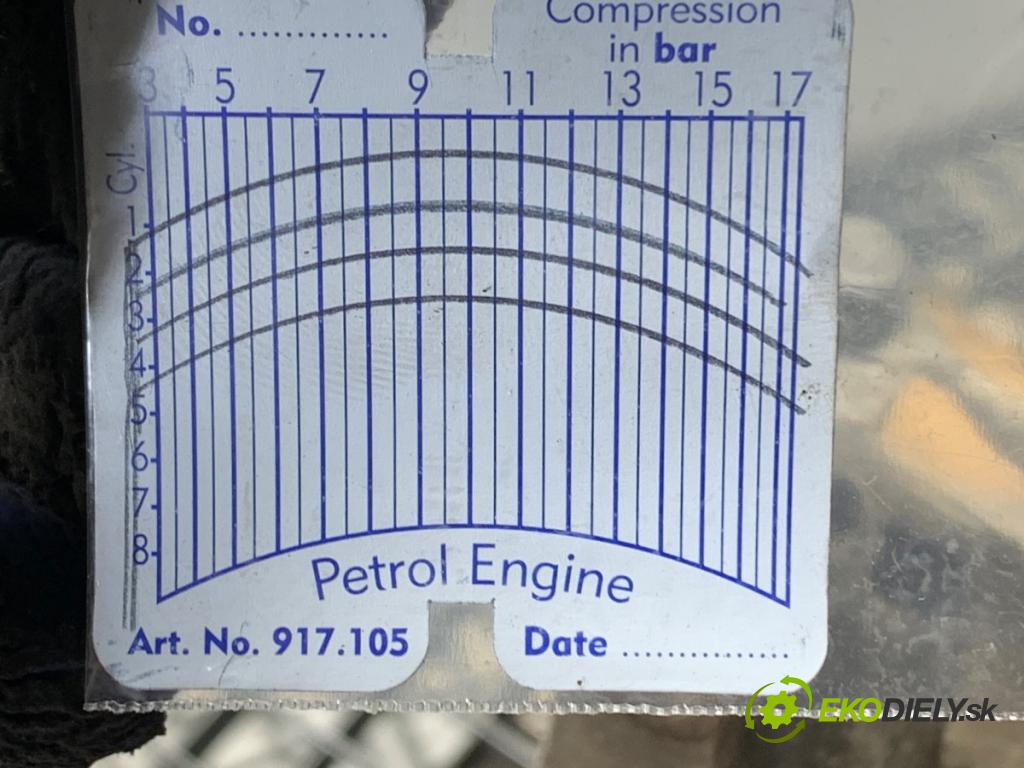 No. .............
Compression
in bar
3 5 7 9 11 13 15 17
Cyl.
1
2
3
4
5
6
7
8
Petrol Engine
Art. No. 917.105
Date ...............
EKODIELY.sk